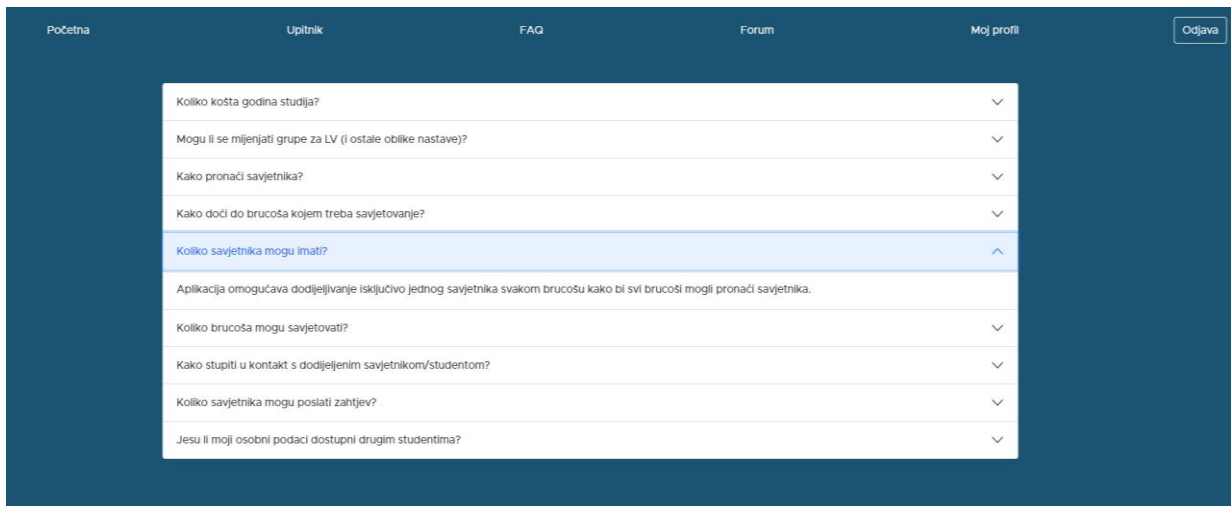 Početna Upitnik FAQ Forum Moj profil Odjava
Koliko košta godina studija?
Mogu li se mijenjati grupe za LV (i ostale oblike nastave)?
Kako pronaći savjetnika?
Kako doći do brucoša kojem treba savjetovanje?
Koliko savjetnika mogu imati?
Aplikacija omogućava dodijeljivanje isključivo jednog savjetnika svakom brucošu kako bi svi brucoši mogli pronaći savjetnika.
Koliko brucoša mogu savjetovati?
Kako stupiti u kontakt s dodijeljenim savjetnikom/studentom?
Koliko savjetnika mogu poslati zahtjev?
Jesu li moji osobni podaci dostupni drugim studentima?